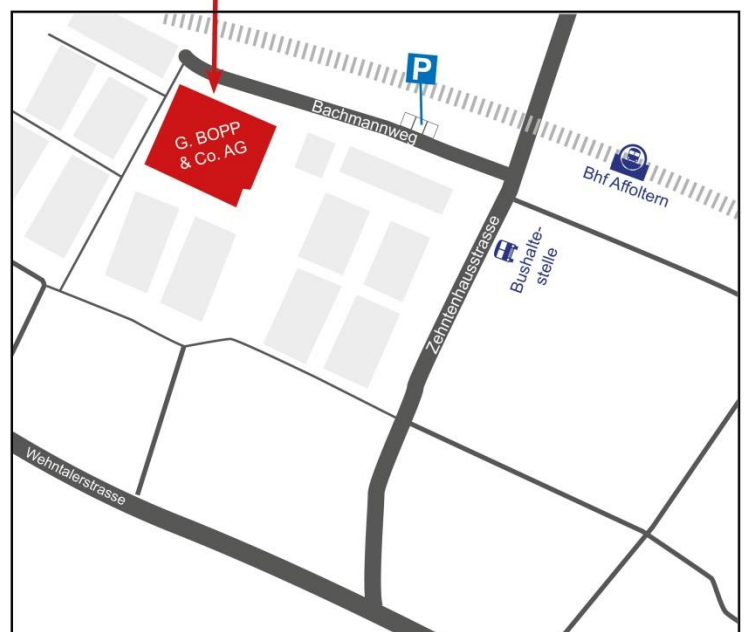 P
Bachmannweg
G. BOPP
& Co. AG
Bhf Affoltern
Bushalte-
stelle
Zehntenhausstrasse
Wehntalerstrasse